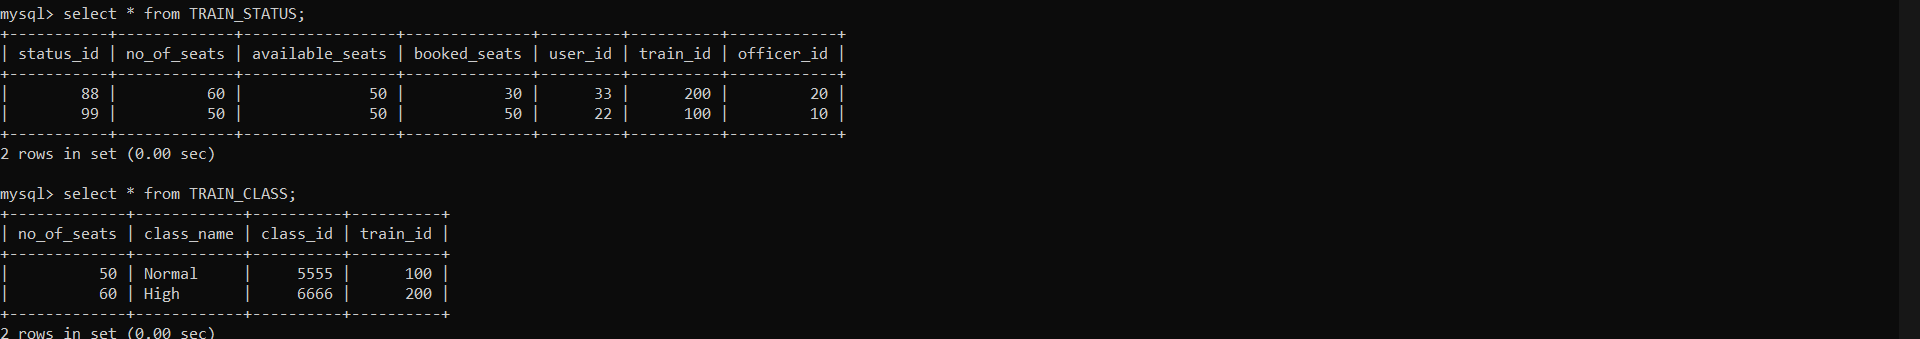 mysql> select * from TRAIN_STATUS;
+-----------+-------------+-----------------+--------------+---------+----------+------------+
| status_id | no_of_seats | available_seats | booked_seats | user_id | train_id | officer_id |
+-----------+-------------+-----------------+--------------+---------+----------+------------+
|        88 |          60 |              50 |           30 |      33 |      200 |         20 |
|        99 |          50 |              50 |           50 |      22 |      100 |         10 |
+-----------+-------------+-----------------+--------------+---------+----------+------------+
2 rows in set (0.00 sec)
mysql> select * from TRAIN_CLASS;
+-------------+------------+----------+----------+
| no_of_seats | class_name | class_id | train_id |
+-------------+------------+----------+----------+
|          50 | Normal     |     5555 |      100 |
|          60 | High       |     6666 |      200 |
+-------------+------------+----------+----------+
2 rows in set (0.00 sec)